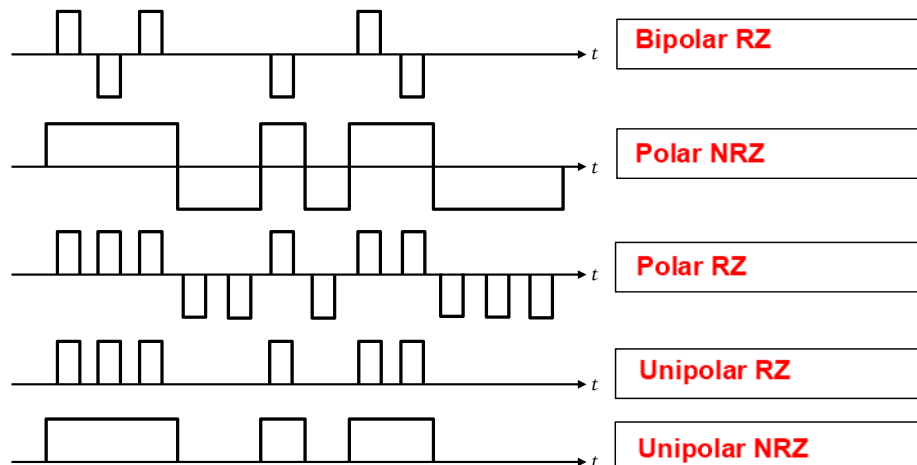 t
Bipolar RZ
t
Polar NRZ
t
Polar RZ
t
Unipolar RZ
t
Unipolar NRZ